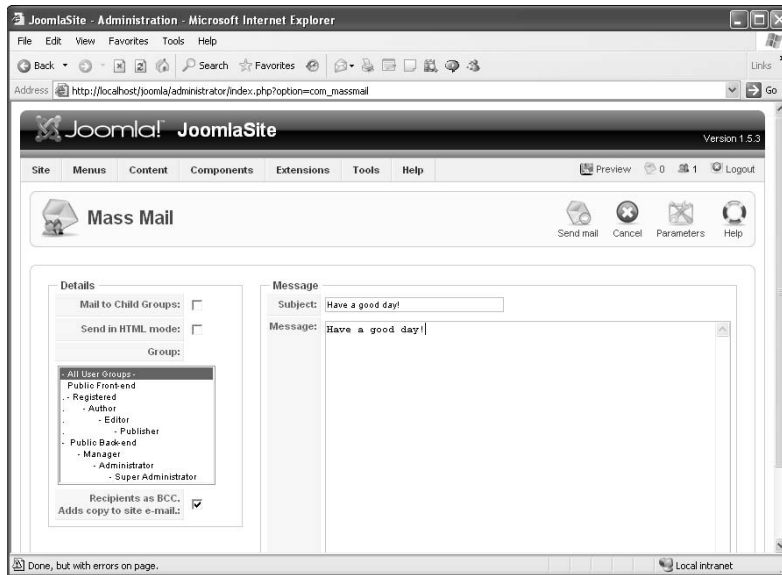 JoomlaSite - Administration - Microsoft Internet Explorer
File Edit View Favorites Tools Help
Back Search Favorites Links
Address http://localhost/joomla/administrator/index.php?option=com_massmail Go
Joomla! JoomlaSite
Version 1.5.3
Site Menus Content Components Extensions Tools Help Preview 0 1 Logout
Mass Mail
Send mail Cancel Parameters Help
Details
Mail to Child Groups:
Send in HTML mode:
Group:
- All User Groups -
Public Front-end
. - Registered
. - Author
. - Editor
. - Publisher
- Public Back-end
- Manager
- Administrator
- Super Administrator
Recipients as BCC.
Adds copy to site e-mail.:
Message
Subject: Have a good day!
Message: Have a good day!
Done, but with errors on page. Local intranet